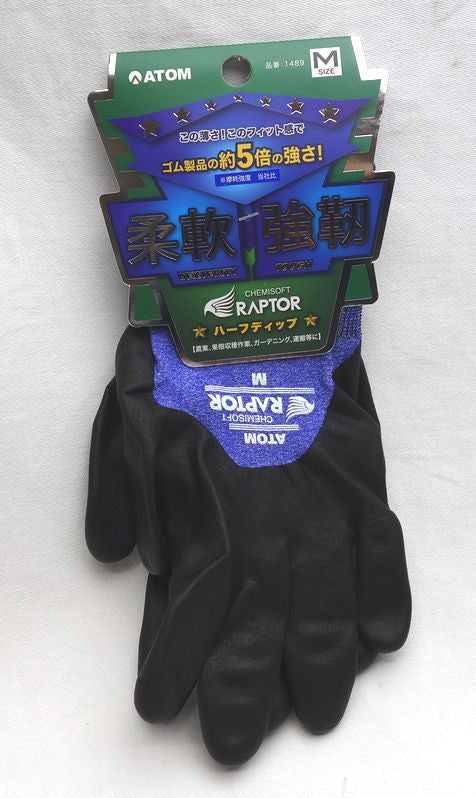 ATOM
品番:1489
M
SIZE
この薄さ!このフィット感で
ゴム製品の約5倍の強さ!
※摩耗強度 当社比
柔軟 強靭
DEXTERITY TOUGH
CHEMISOFT
RAPTOR
★ハーフディップ★
【農業、果樹収穫作業、ガーデニング、運搬等に】
ATOM
CHEMISOFT
RAPTOR
M